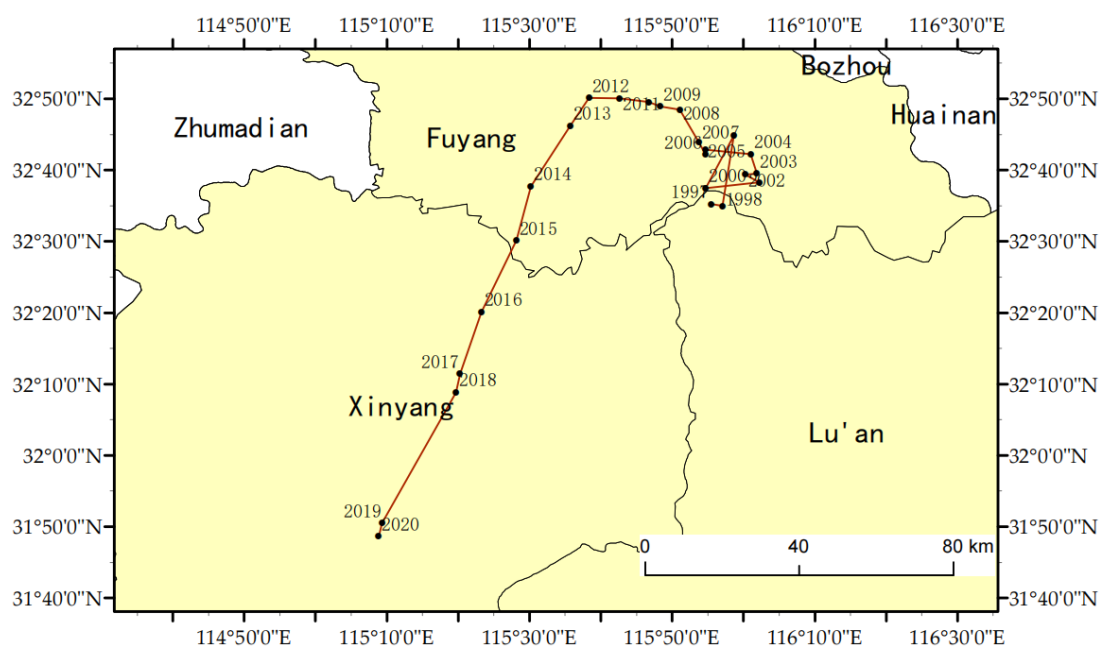 114°50'0"E 115°10'0"E 115°30'0"E 115°50'0"E 116°10'0"E 116°30'0"E
Bozhou
32°50'0"N 2012 2011 2009 32°50'0"N
2008
Huainan
Zhumadian
Fuyang
2013
2006 2007 2004
2005
32°40'0"N 2003 32°40'0"N
2014 2000 2002
1997 1998
32°30'0"N 2015 32°30'0"N
32°20'0"N 2016 32°20'0"N
2017
32°10'0"N 2018 32°10'0"N
Xinyang
Lu'an
32°0'0"N 32°0'0"N
2019
31°50'0"N 2020 31°50'0"N
0 40 80 km
31°40'0"N 31°40'0"N
114°50'0"E 115°10'0"E 115°30'0"E 115°50'0"E 116°10'0"E 116°30'0"E